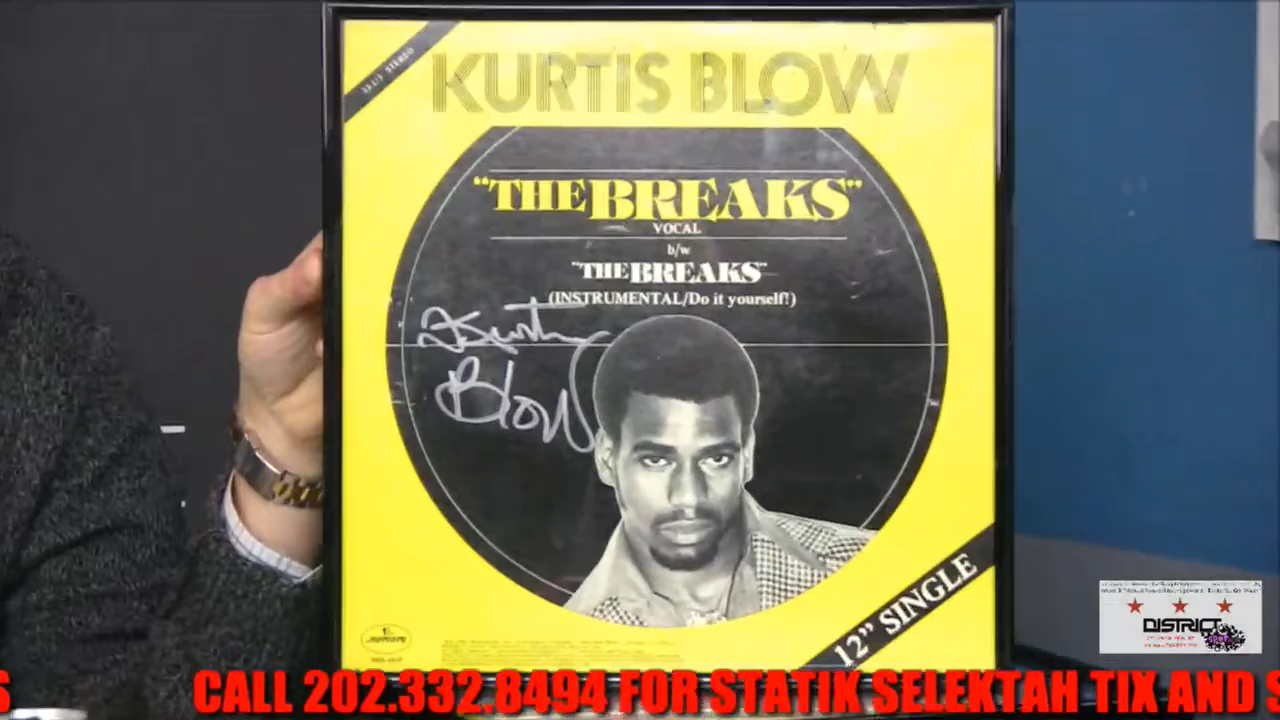 33 1/3 STEREO
KURTIS BLOW
"THE BREAKS"
VOCAL
b/w
"THE BREAKS"
(INSTRUMENTAL/Do it yourself!)
Kurtis
Blow
12" SINGLE
DISTRICT
S
CALL 202.332.8494 FOR STATIK SELEKTAH TIX AND S